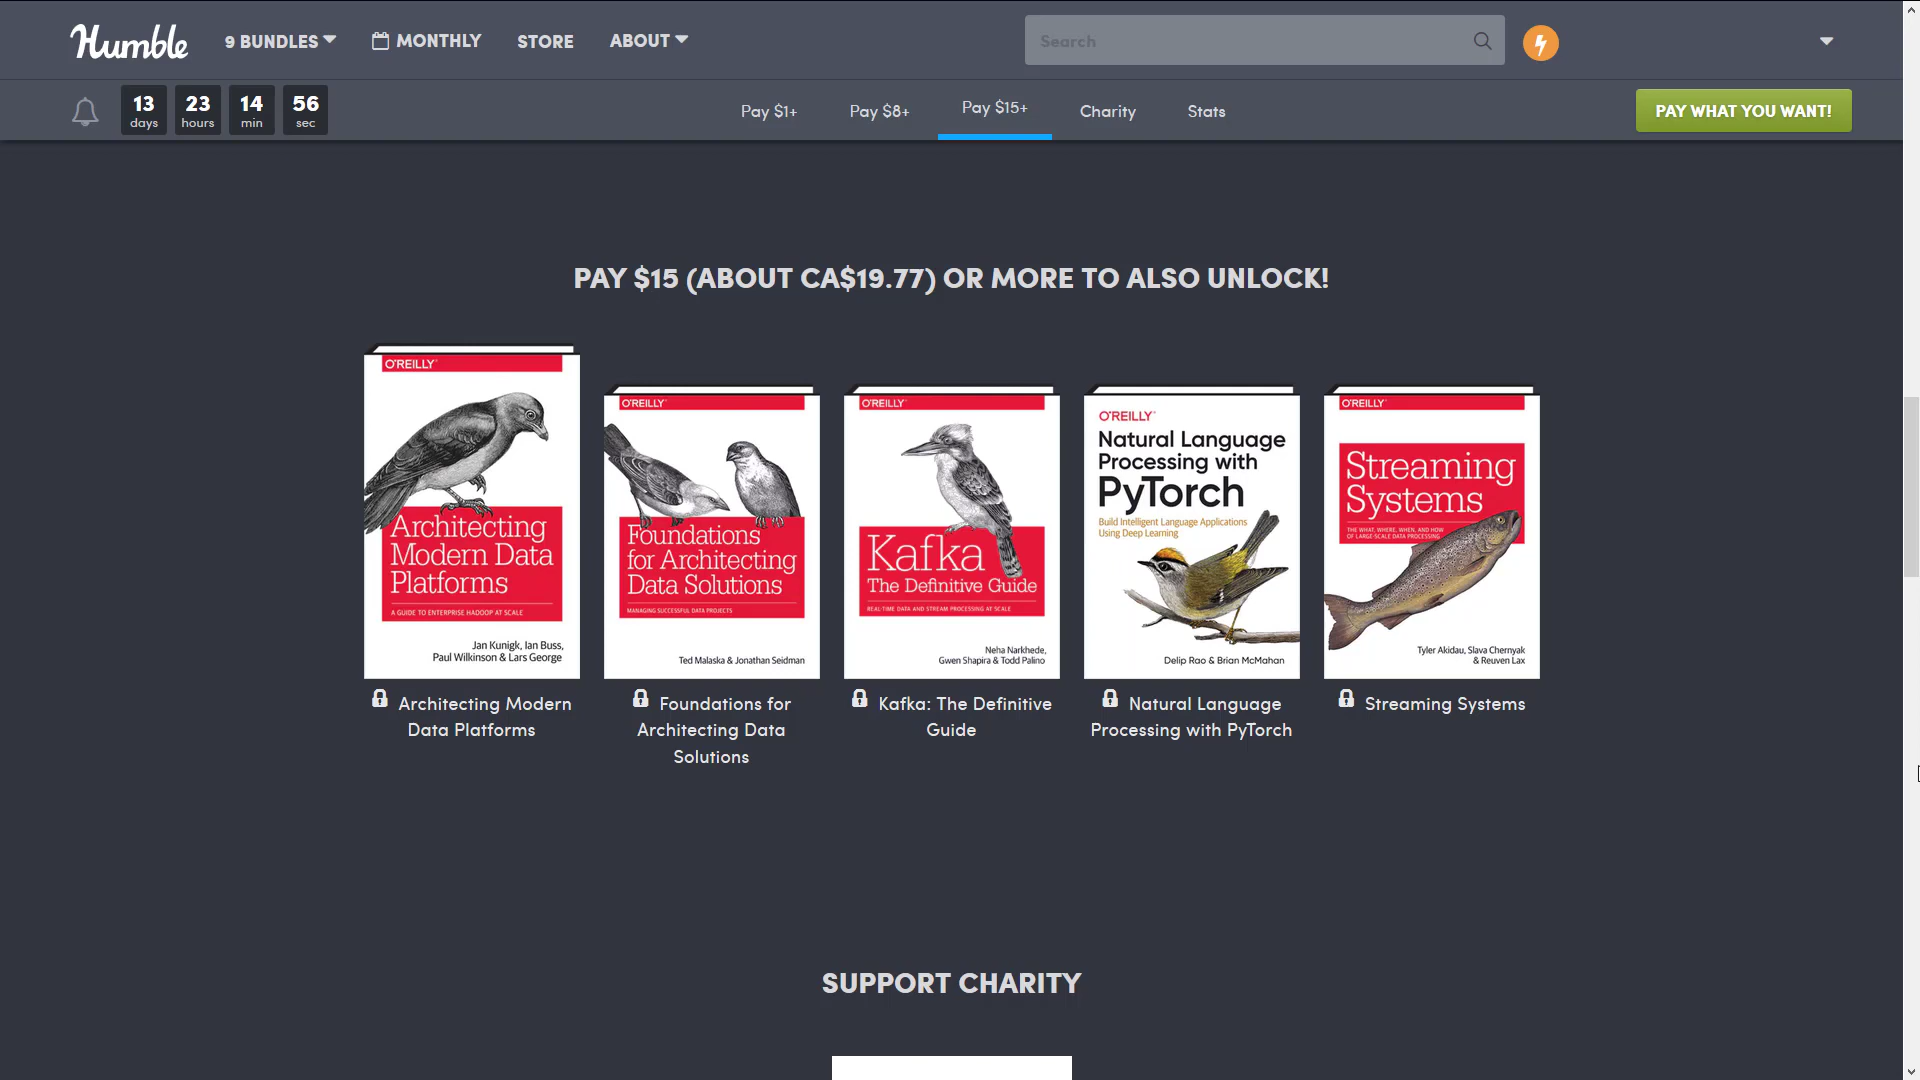 Humble
9 BUNDLES
MONTHLY
STORE
ABOUT
Search
13
days
23
hours
14
min
56
sec
Pay $1+
Pay $8+
Pay $15+
Charity
Stats
PAY WHAT YOU WANT!
PAY $15 (ABOUT CA$19.77) OR MORE TO ALSO UNLOCK!
O'REILLY®
Architecting
Modern Data
Platforms
A GUIDE TO ENTERPRISE HADOOP AT SCALE
Jan Kunigk, Ian Buss,
Paul Wilkinson & Lars George
O'REILLY®
Foundations
for Architecting
Data Solutions
MANAGING SUCCESSFUL DATA PROJECTS
Ted Malaska & Jonathan Seidman
O'REILLY®
Kafka
The Definitive Guide
REAL-TIME DATA AND STREAM PROCESSING AT SCALE
Neha Narkhede,
Gwen Shapira & Todd Palino
O'REILLY®
Natural Language
Processing with
PyTorch
Build Intelligent Language Applications
Using Deep Learning
Delip Rao & Brian McMahan
O'REILLY®
Streaming
Systems
THE WHAT, WHERE, WHEN, AND HOW
OF LARGE-SCALE DATA PROCESSING
Tyler Akidau, Slava Chernyak
& Reuven Lax
Architecting Modern
Data Platforms
Foundations for
Architecting Data
Solutions
Kafka: The Definitive
Guide
Natural Language
Processing with PyTorch
Streaming Systems
SUPPORT CHARITY